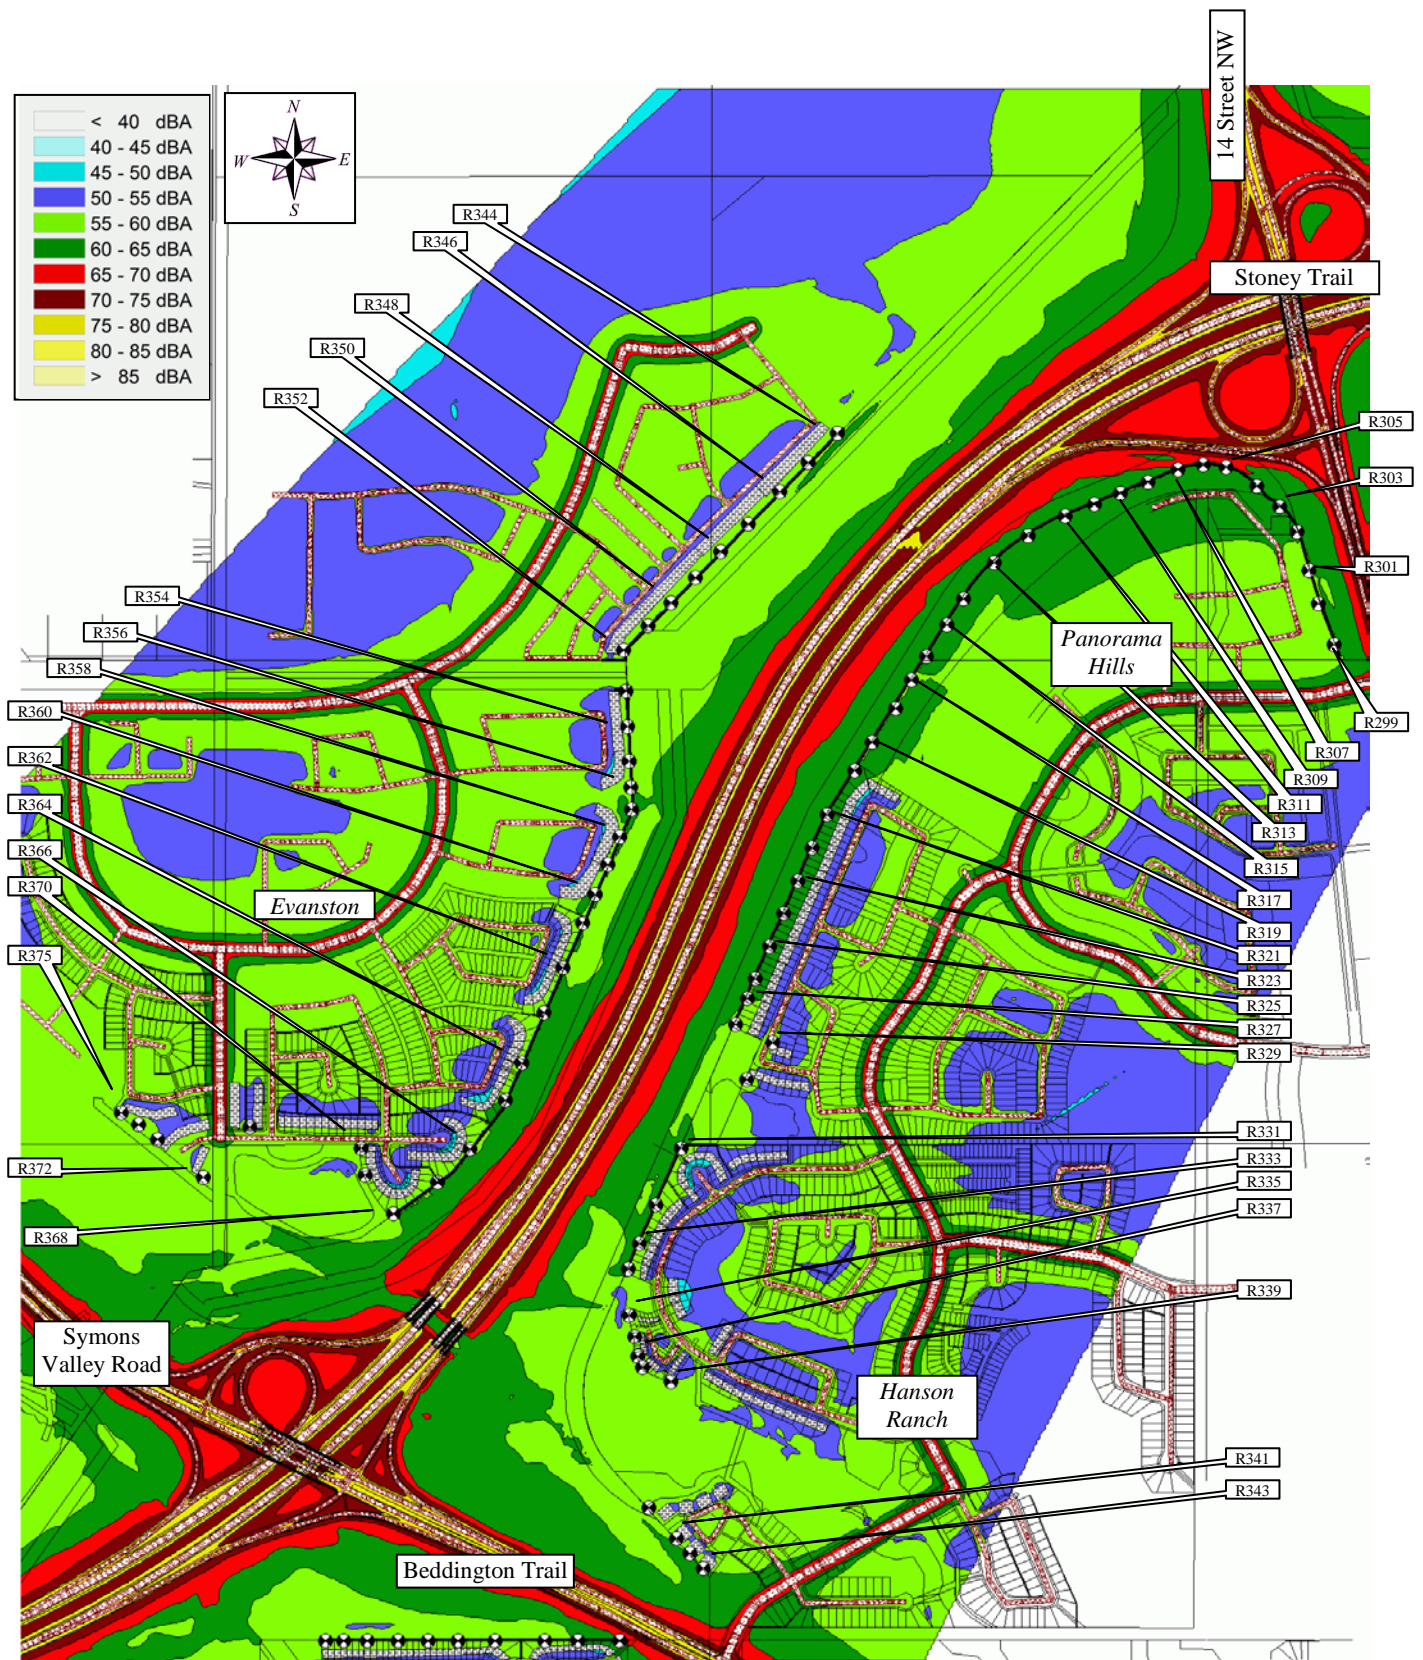 14 Street NW
< 40 dBA
40 - 45 dBA
45 - 50 dBA
50 - 55 dBA
55 - 60 dBA
60 - 65 dBA
65 - 70 dBA
70 - 75 dBA
75 - 80 dBA
80 - 85 dBA
> 85 dBA
N
W
E
S
R344
R346
Stoney Trail
R348
R350
R352
R305
R303
R301
R354
R356
R358
R360
R362
R364
R366
R370
R375
R372
R368
Panorama
Hills
R299
R307
R309
R311
R313
R315
R317
R319
R321
R323
R325
R327
R329
Evanston
R331
R333
R335
R337
R339
Symons
Valley Road
Hanson
Ranch
R341
R343
Beddington Trail